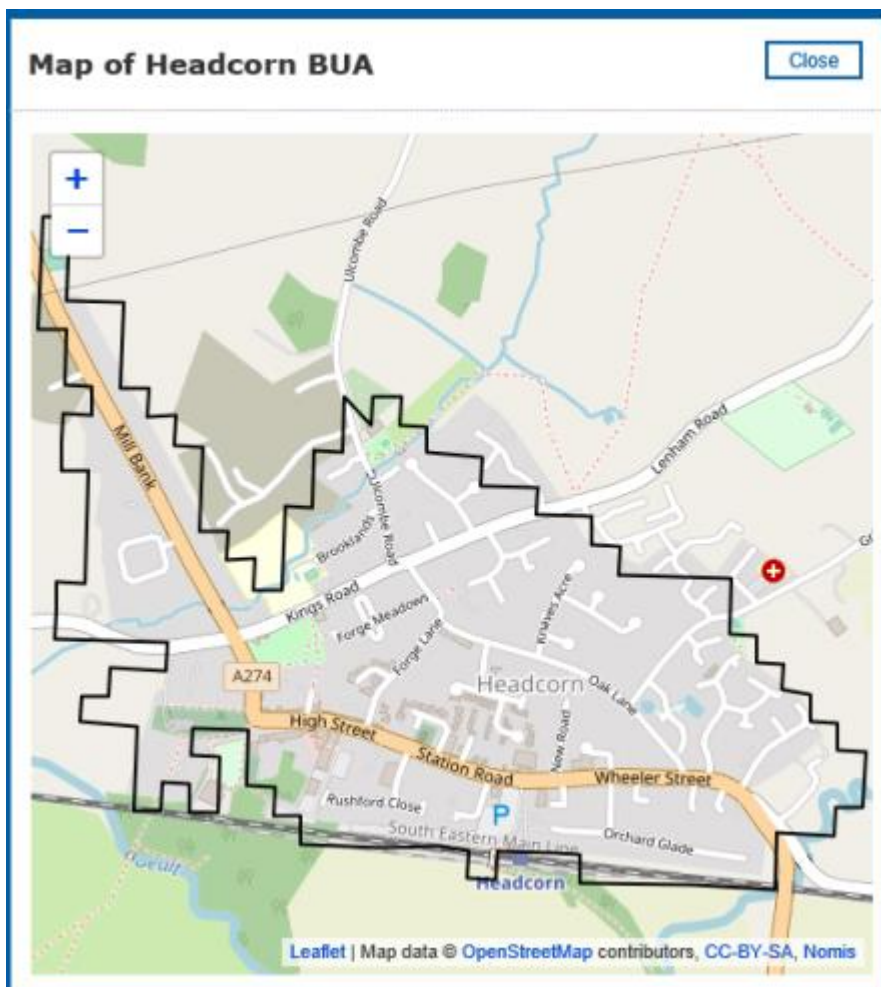 Map of Headcorn BUA
Close
+
−
Ulcombe Road
Lenham Road
Mill Bank
Ulcombe Road
Brooklands
Kings Road
Forge Meadows
Knaves Acre
Forge Lane
A274
Headcorn
Oak Lane
High Street
New Road
Station Road
Wheeler Street
Rushford Close
P
South Eastern Main Line
Orchard Glade
Headcorn
Leaflet | Map data © OpenStreetMap contributors, CC-BY-SA, Nomis